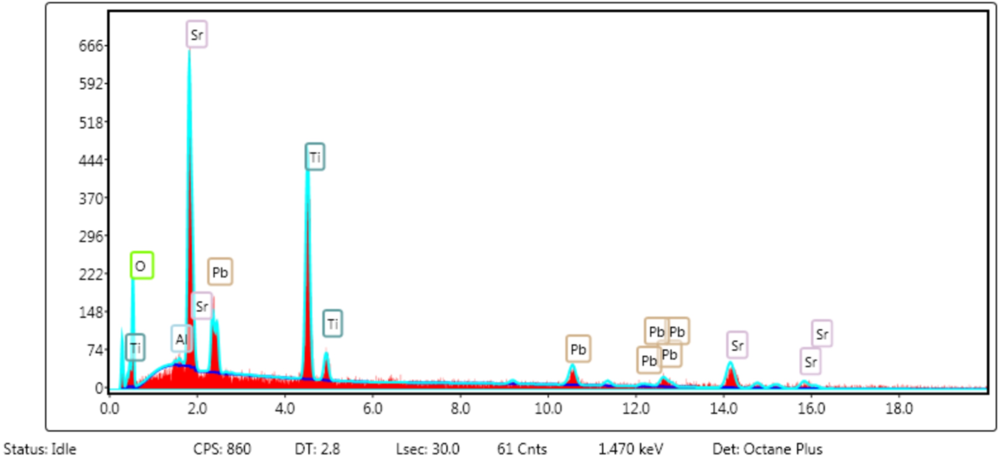 Sr
666
592
518
444
Ti
370
296
O
222
Pb
Sr
148
Ti
Al
74
Ti
Pb Pb
Pb
Pb
Pb
Sr
Sr
Sr
0
0.0 2.0 4.0 6.0 8.0 10.0 12.0 14.0 16.0 18.0
Status: Idle CPS: 860 DT: 2.8 Lsec: 30.0 61 Cnts 1.470 keV Det: Octane Plus